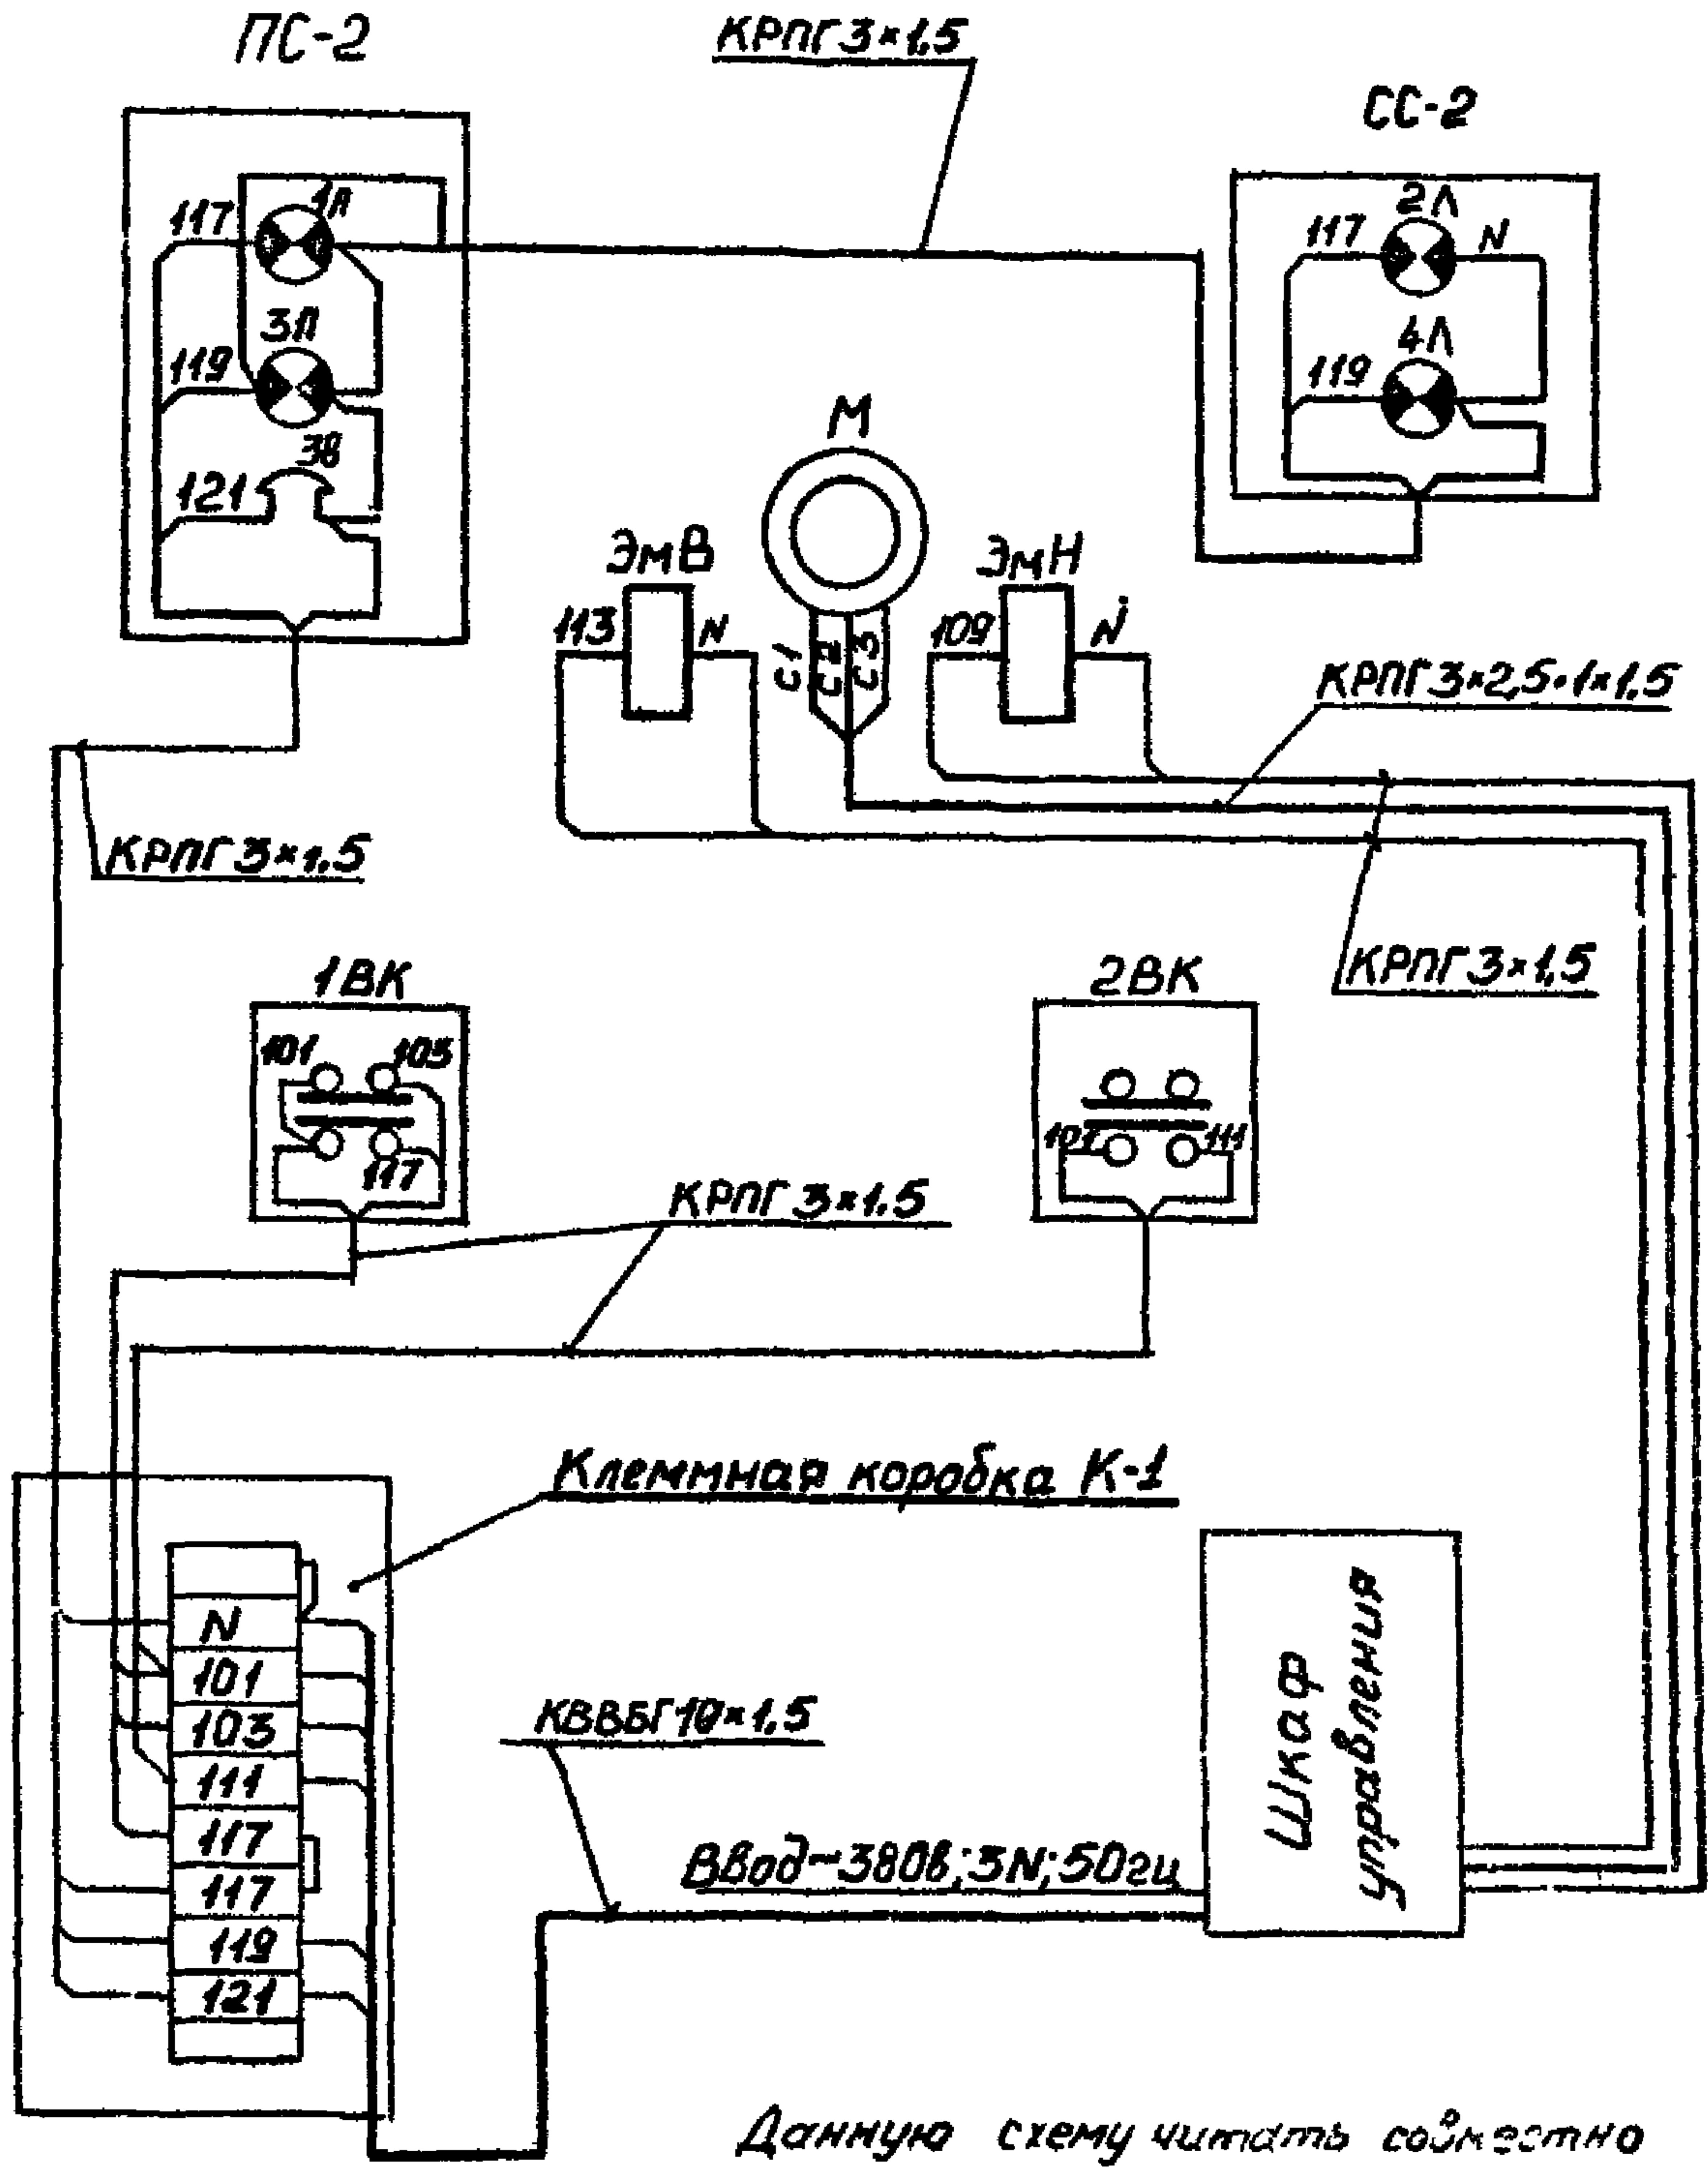 ПС-2
КРПГ 3×1.5
СС-2
1Л
117
2Л
117
N
3Л
119
4Л
119
М
ЗВ
121
ЭмВ
ЭмН
113
N
С1
С2
С3
109
N
КРПГ 3×2,5+1×1.5
КРПГ 3×1.5
КРПГ 3×1,5
1ВК
2ВК
101
103
111
117
КРПГ 3×1.5
Клеммная коробка К-1
N
101
103
КВВБГ 10×1,5
111
117
Ввод ~380в; 3N; 50гц
117
119
121
Шкаф
управления
Данную схему читать совместно